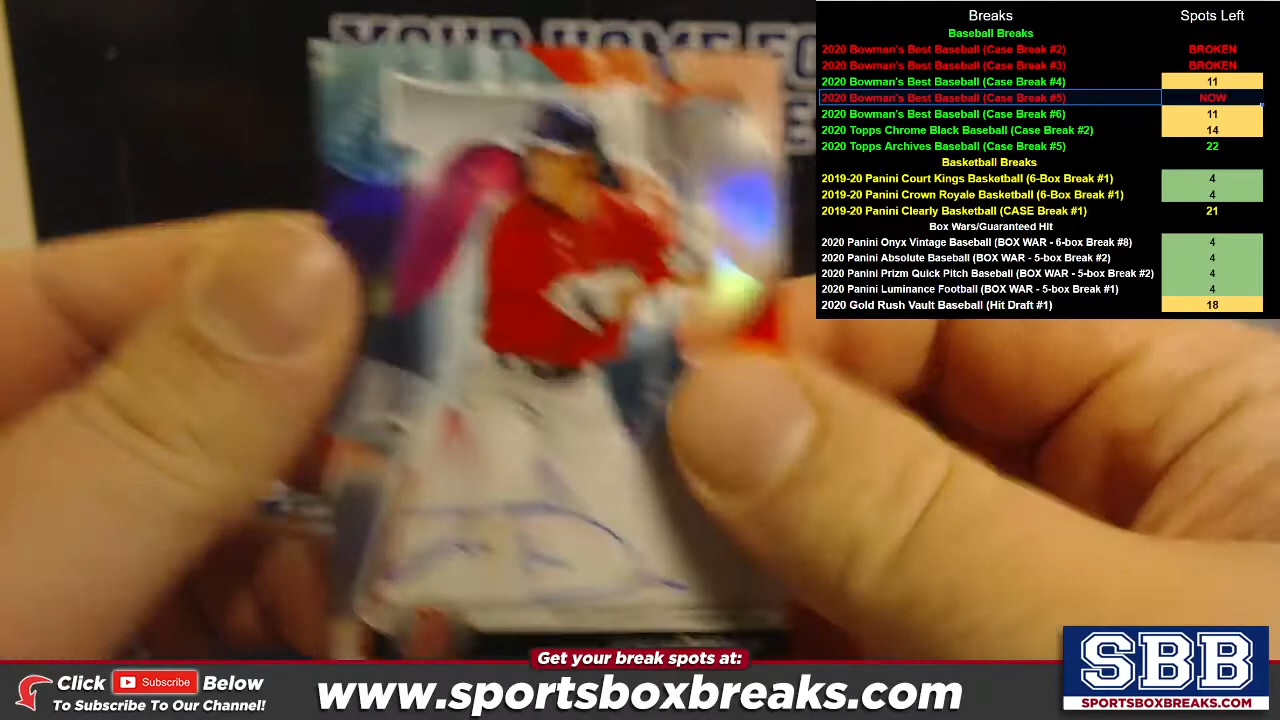 YOUR HOME FO
Breaks Spots Left
Baseball Breaks
2020 Bowman's Best Baseball (Case Break #2) BROKEN
2020 Bowman's Best Baseball (Case Break #3) BROKEN
2020 Bowman's Best Baseball (Case Break #4) 11
2020 Bowman's Best Baseball (Case Break #5) NOW
2020 Bowman's Best Baseball (Case Break #6) 11
2020 Topps Chrome Black Baseball (Case Break #2) 14
2020 Topps Archives Baseball (Case Break #5) 22
Basketball Breaks
2019-20 Panini Court Kings Basketball (6-Box Break #1) 4
2019-20 Panini Crown Royale Basketball (6-Box Break #1) 4
2019-20 Panini Clearly Basketball (CASE Break #1) 21
Box Wars/Guaranteed Hit
2020 Panini Onyx Vintage Baseball (BOX WAR - 6-box Break #8) 4
2020 Panini Absolute Baseball (BOX WAR - 5-box Break #2) 4
2020 Panini Prizm Quick Pitch Baseball (BOX WAR - 5-box Break #2) 4
2020 Panini Luminance Football (BOX WAR - 5-box Break #1) 4
2020 Gold Rush Vault Baseball (Hit Draft #1) 18
Get your break spots at:
Click Subscribe Below
To Subscribe To Our Channel!
www.sportsboxbreaks.com
SBB
SPORTSBOXBREAKS.COM